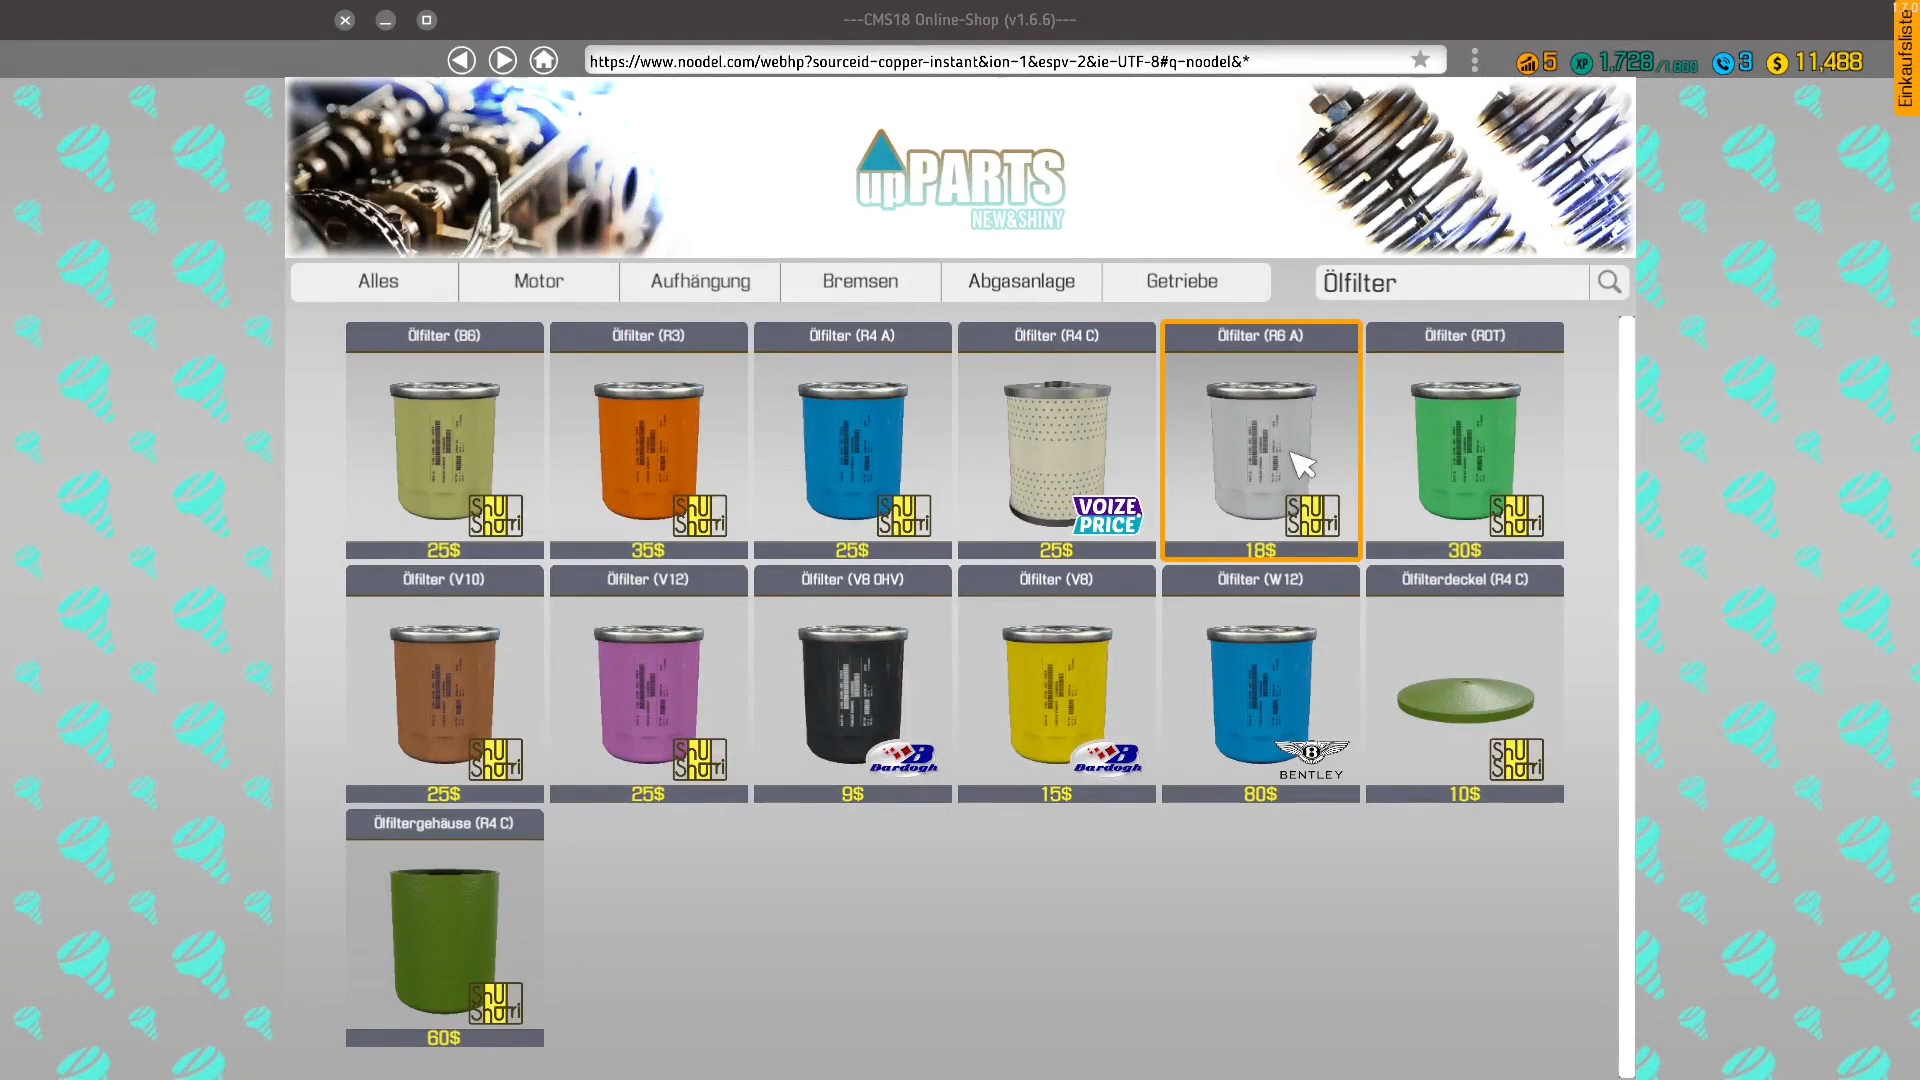 ---CMS18 Online-Shop (v1.6.6)---
https://www.noodel.com/webhp?sourceid-copper-instant&ion-1&espv-2&ie-UTF-8#q-noodel&*
5
XP 1,728/1,800
3
$ 11,488
Einkaufsliste
upPARTS
NEW&SHINY
Alles
Motor
Aufhängung
Bremsen
Abgasanlage
Getriebe
Ölfilter
Ölfilter (B6)
Ölfilter (R3)
Ölfilter (R4 A)
Ölfilter (R4 C)
Ölfilter (R6 A)
Ölfilter (ROT)
VOIZE
PRICE
25$
35$
25$
25$
18$
30$
Ölfilter (V10)
Ölfilter (V12)
Ölfilter (V8 OHV)
Ölfilter (V8)
Ölfilter (W12)
Ölfilterdeckel (R4 C)
Bardogh
Bardogh
BENTLEY
25$
25$
9$
15$
80$
10$
Ölfiltergehäuse (R4 C)
60$